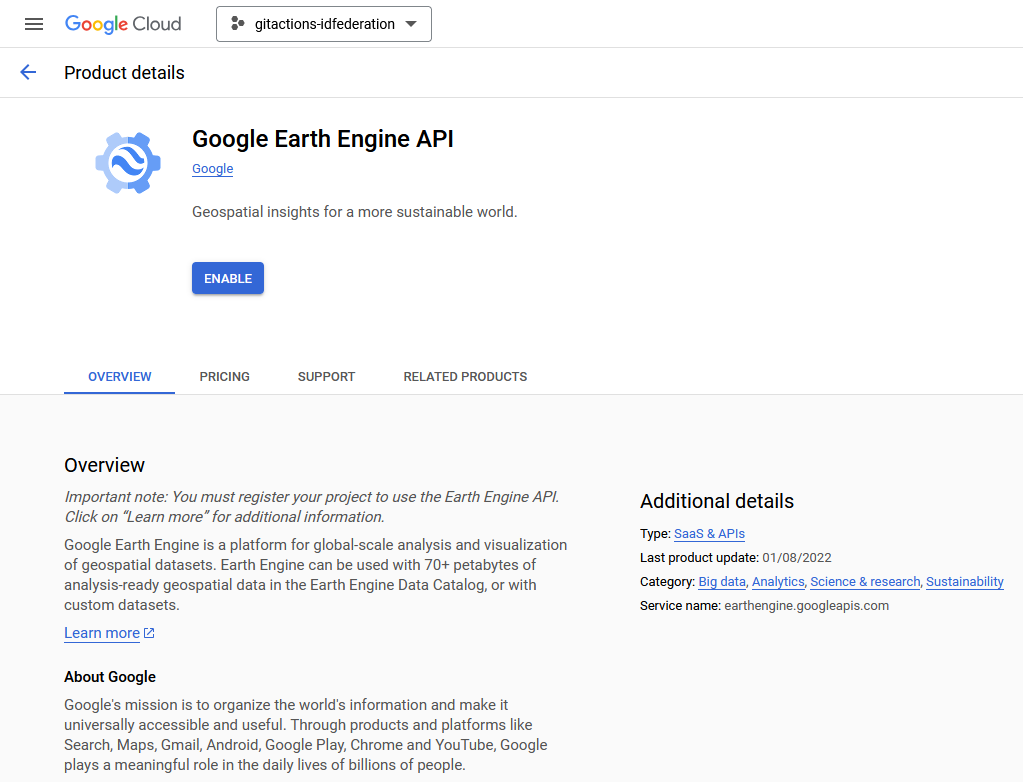 Google Cloud
gitactions-idfederation
Product details
Google Earth Engine API
Google
Geospatial insights for a more sustainable world.
ENABLE
OVERVIEW PRICING SUPPORT RELATED PRODUCTS
Overview
Important note: You must register your project to use the Earth Engine API.
Click on “Learn more” for additional information.
Google Earth Engine is a platform for global-scale analysis and visualization
of geospatial datasets. Earth Engine can be used with 70+ petabytes of
analysis-ready geospatial data in the Earth Engine Data Catalog, or with
custom datasets.
Learn more
About Google
Google's mission is to organize the world's information and make it
universally accessible and useful. Through products and platforms like
Search, Maps, Gmail, Android, Google Play, Chrome and YouTube, Google
plays a meaningful role in the daily lives of billions of people.
Additional details
Type: SaaS & APIs
Last product update: 01/08/2022
Category: Big data, Analytics, Science & research, Sustainability
Service name: earthengine.googleapis.com